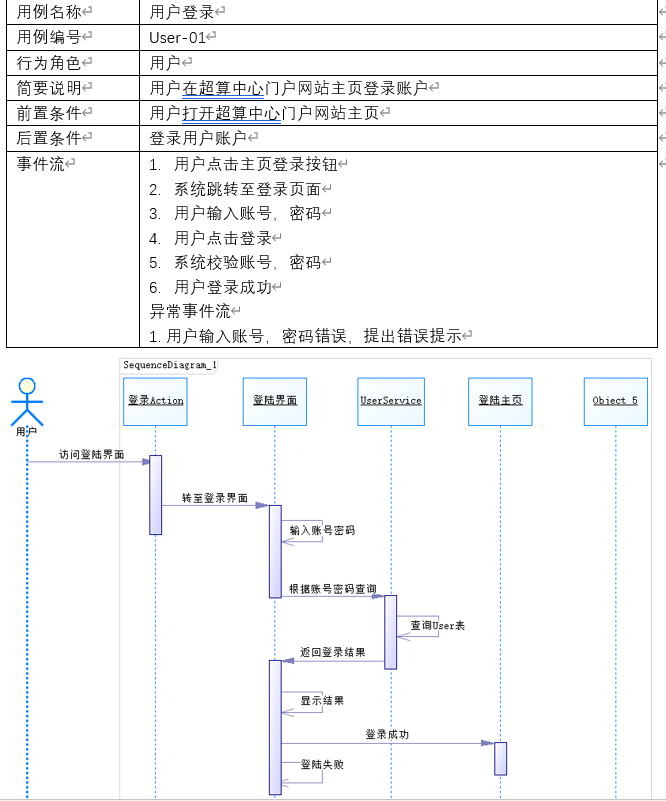 用例名称 用户登录
用例编号 User-01
行为角色 用户
简要说明 用户在超算中心门户网站主页登录账户
前置条件 用户打开超算中心门户网站主页
后置条件 登录用户账户
事件流 1. 用户点击主页登录按钮
2. 系统跳转至登录页面
3. 用户输入账号，密码
4. 用户点击登录
5. 系统校验账号，密码
6. 用户登录成功
异常事件流
1. 用户输入账号，密码错误，提出错误提示
SequenceDiagram_1
登录Action 登陆界面 UserService 登陆主页 Object_5
用户
访问登陆界面
转至登录界面
输入账号密码
根据账号密码查询
查询User表
返回登录结果
显示结果
登录成功
登陆失败